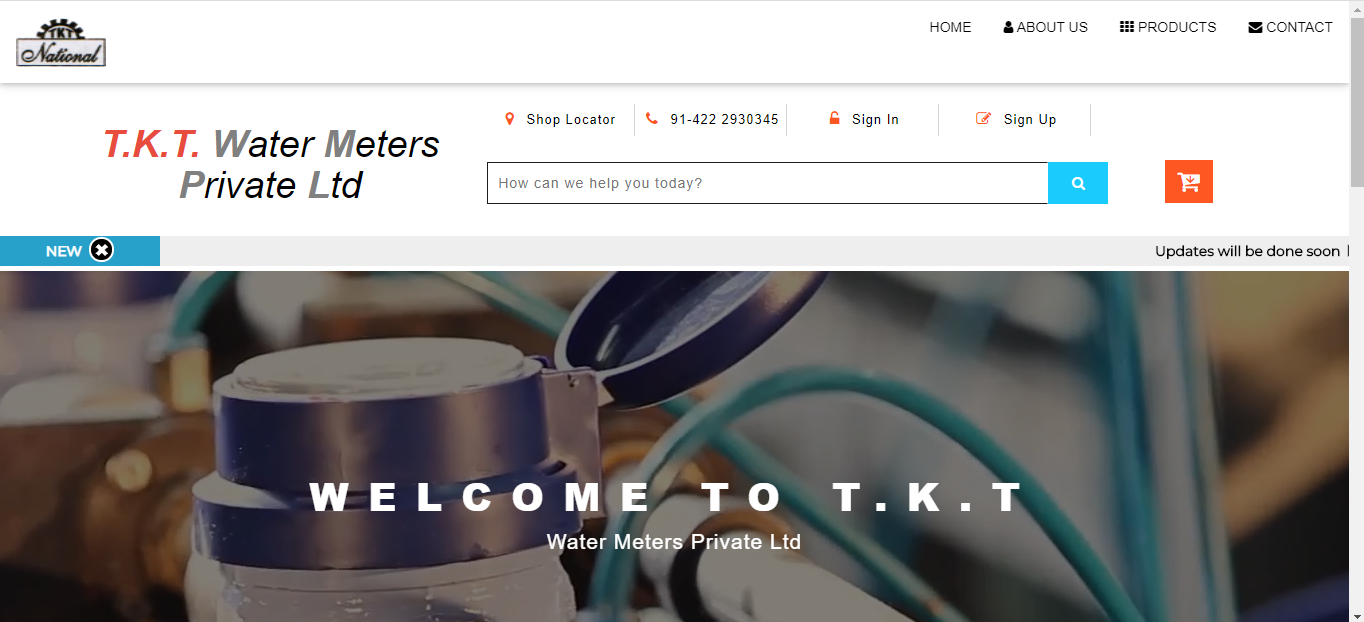 TKT
National
HOME
ABOUT US
PRODUCTS
CONTACT
T.K.T. Water Meters
Private Ltd
Shop Locator
91-422 2930345
Sign In
Sign Up
How can we help you today?
NEW
Updates will be done soon
WELCOME TO T.K.T
Water Meters Private Ltd